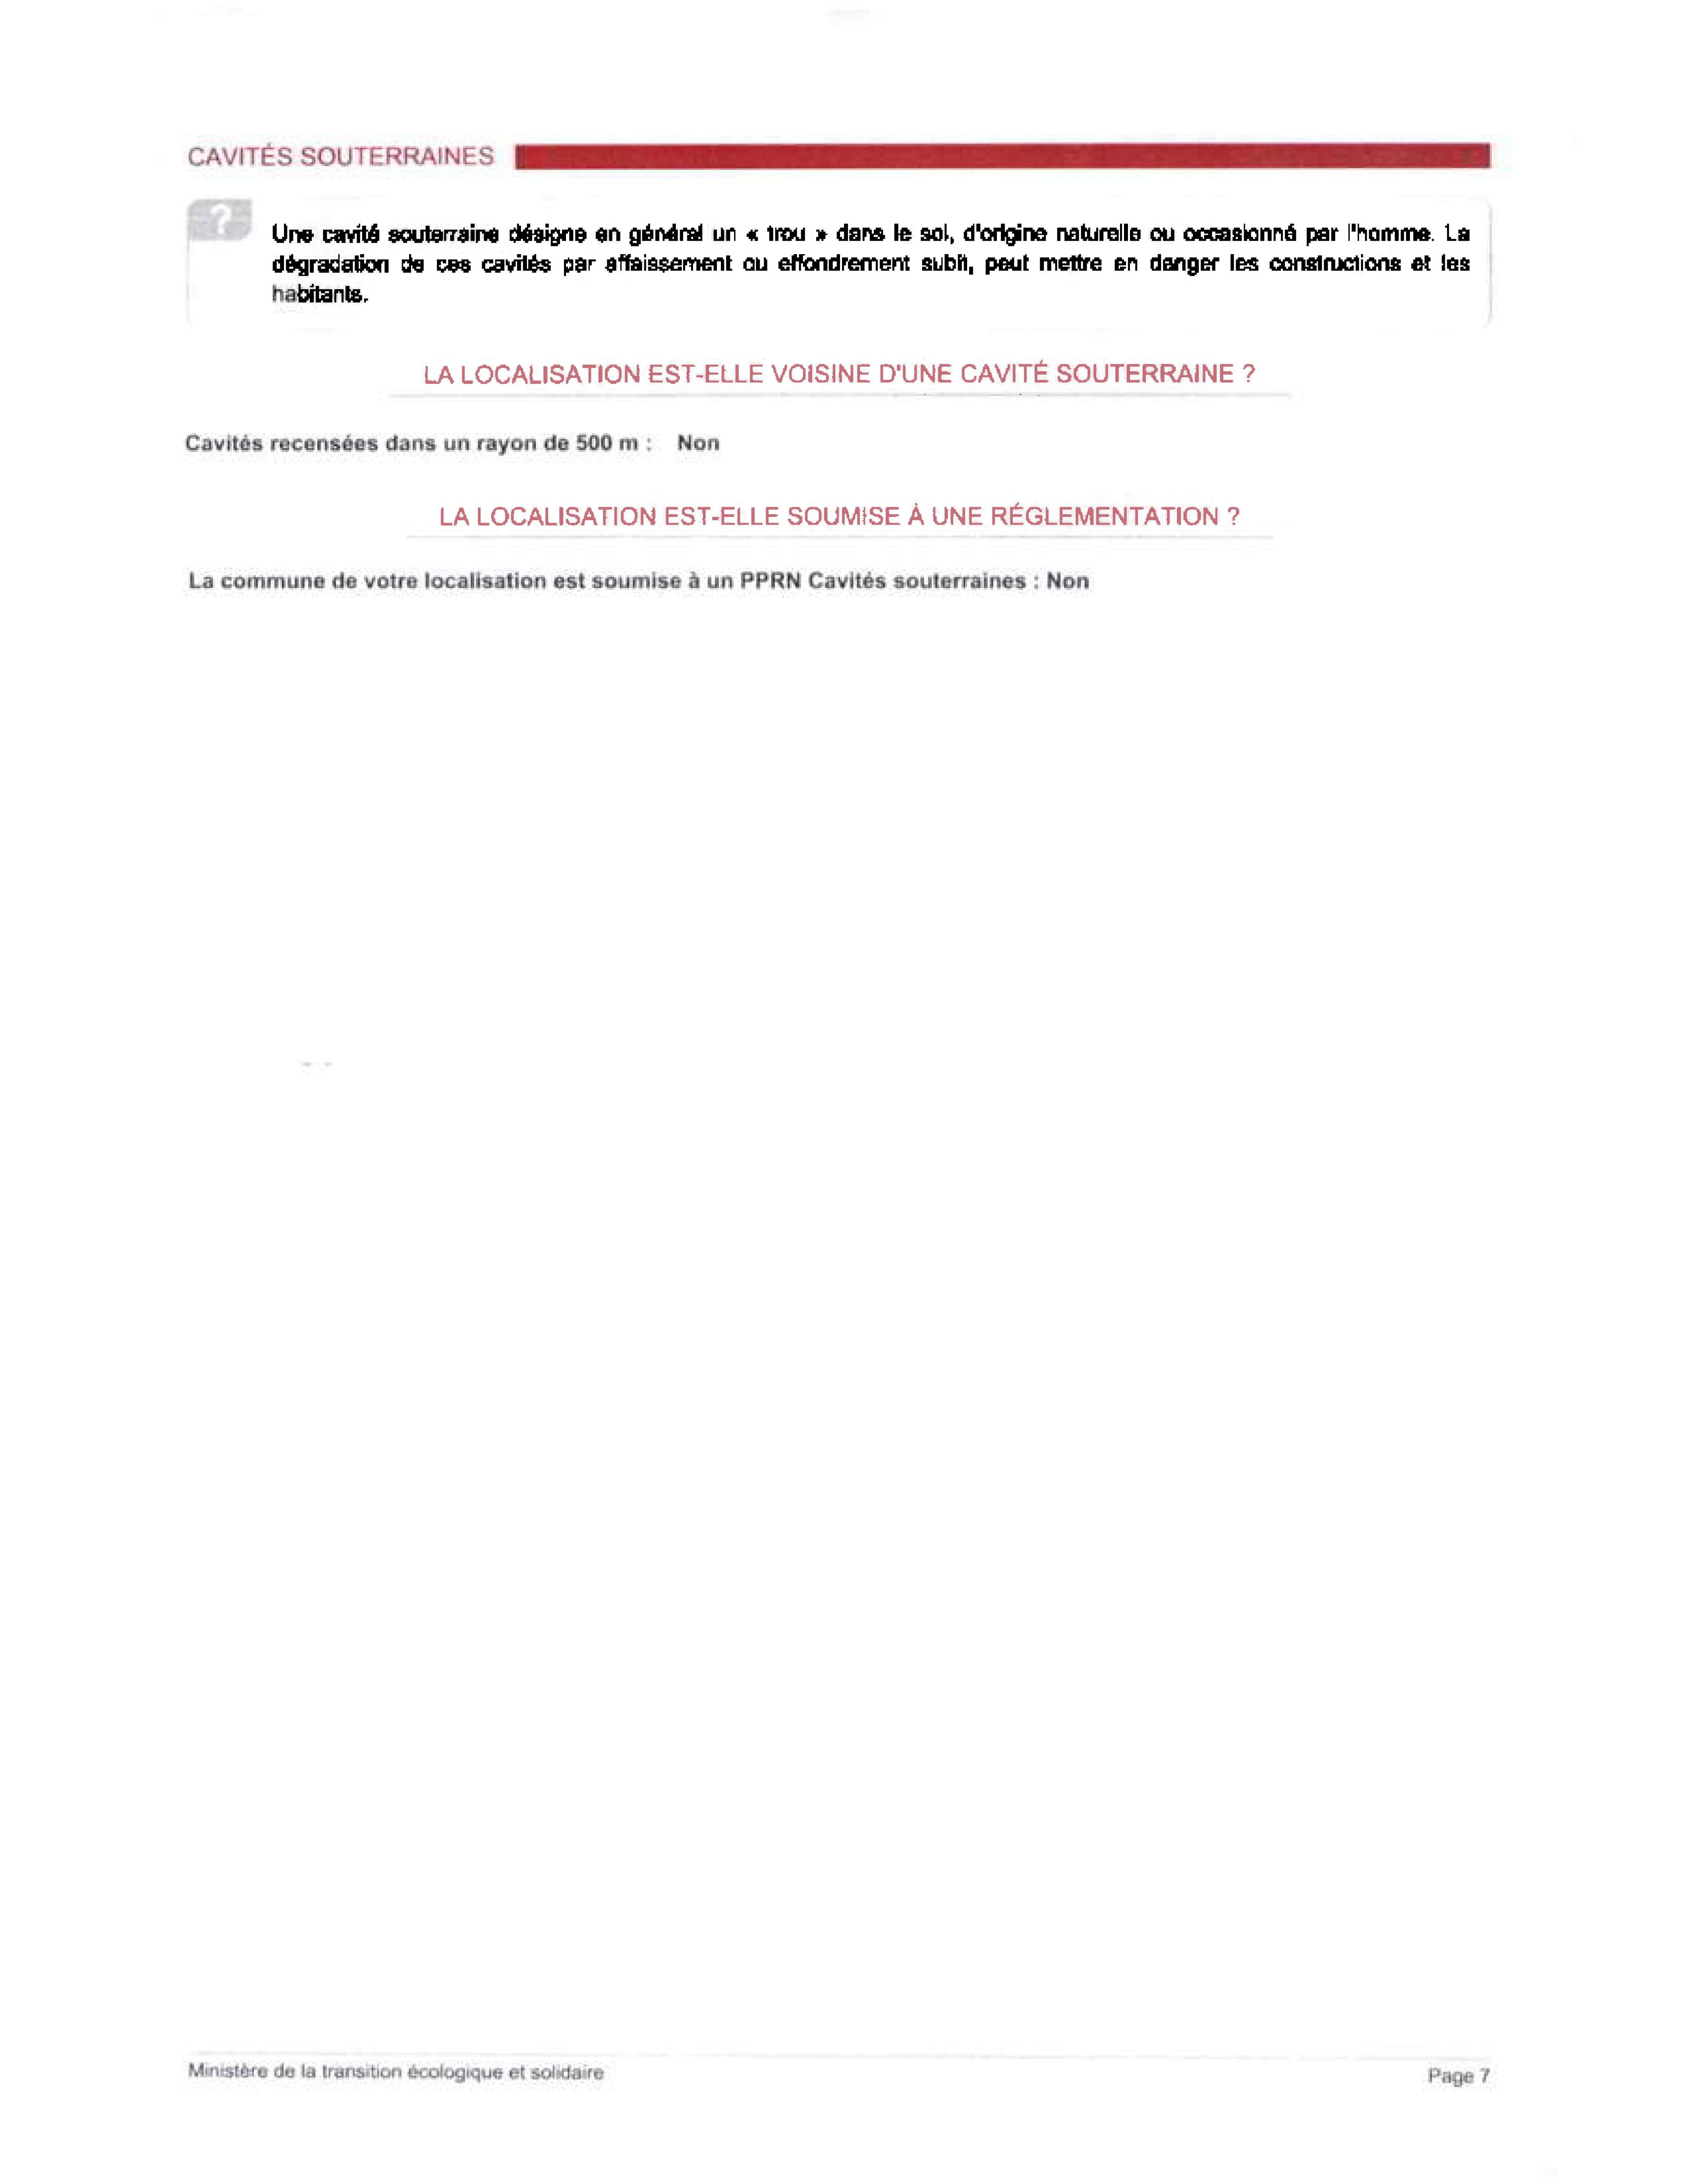 CAVITÉS SOUTERRAINES
?
Une cavité souterraine désigne en général un « trou » dans le sol, d'origine naturelle ou occasionné par l'homme. La
dégradation de ces cavités par affaissement ou effondrement subit, peut mettre en danger les constructions et les
habitants.
LA LOCALISATION EST-ELLE VOISINE D'UNE CAVITÉ SOUTERRAINE ?
Cavités recensées dans un rayon de 500 m : Non
LA LOCALISATION EST-ELLE SOUMISE À UNE RÉGLEMENTATION ?
La commune de votre localisation est soumise à un PPRN Cavités souterraines : Non
Ministère de la transition écologique et solidaire
Page 7